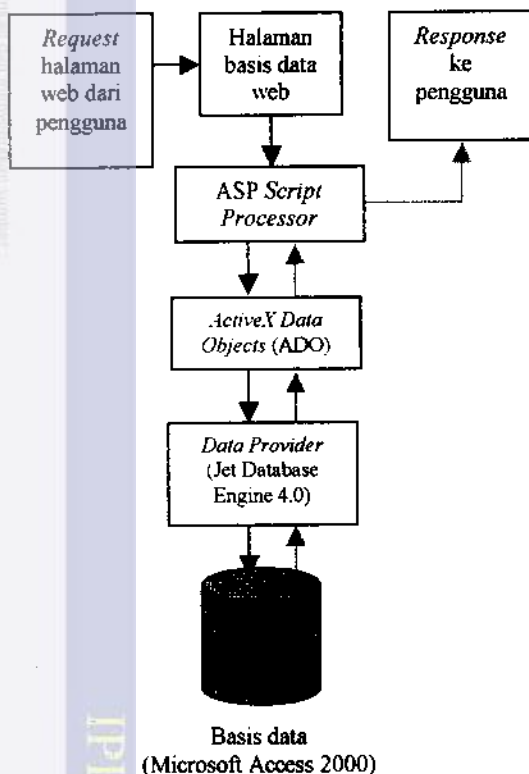 Request
halaman
web dari
pengguna
Halaman
basis data
web
Response
ke
pengguna
ASP Script
Processor
ActiveX Data
Objects (ADO)
Data Provider
(Jet Database
Engine 4.0)
Basis data
(Microsoft Access 2000)